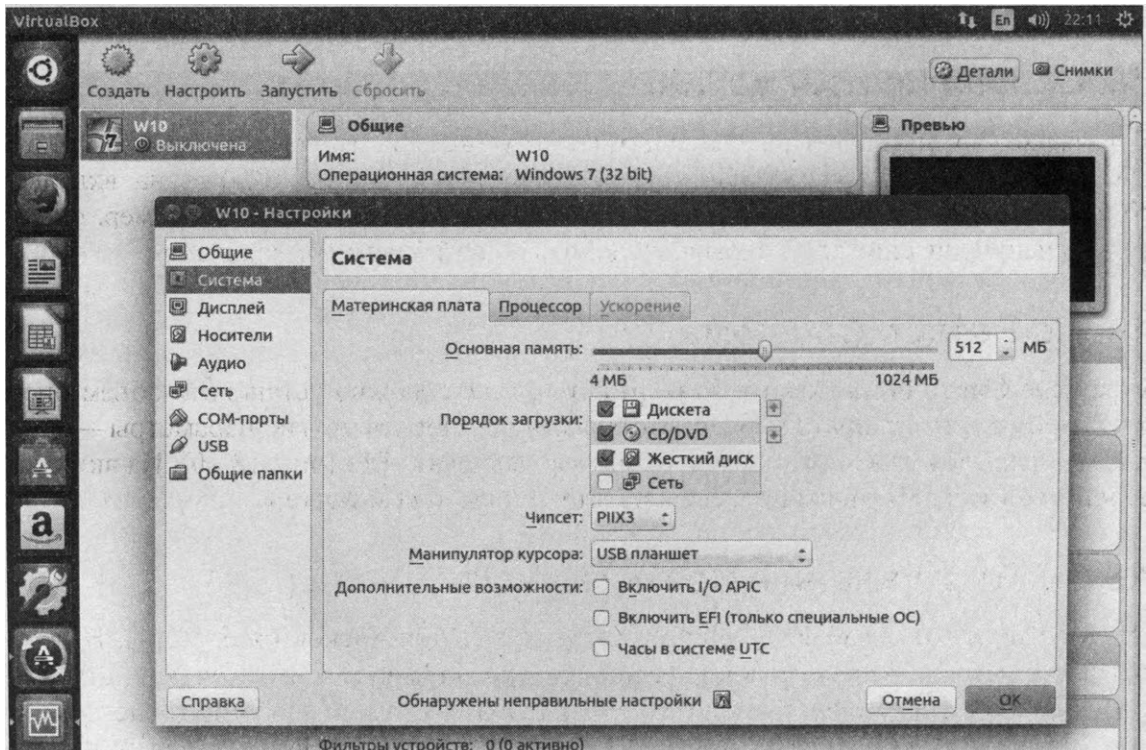 VirtualBox
En 22:11
Создать Настроить Запустить Сбросить
Детали Снимки
W10
Выключена
Общие
Имя: W10
Операционная система: Windows 7 (32 bit)
Превью
W10 - Настройки
Общие
Система
Дисплей
Носители
Аудио
Сеть
COM-порты
USB
Общие папки
Система
Материнская плата Процессор Ускорение
Основная память: 512 МБ
4 МБ 1024 МБ
Порядок загрузки: Дискета
CD/DVD
Жесткий диск
Сеть
Чипсет: PIIX3
Манипулятор курсора: USB планшет
Дополнительные возможности: Включить I/O APIC
Включить EFI (только специальные ОС)
Часы в системе UTC
Справка
Обнаружены неправильные настройки
Отмена OK
Фильтры устройств: 0 (0 активно)